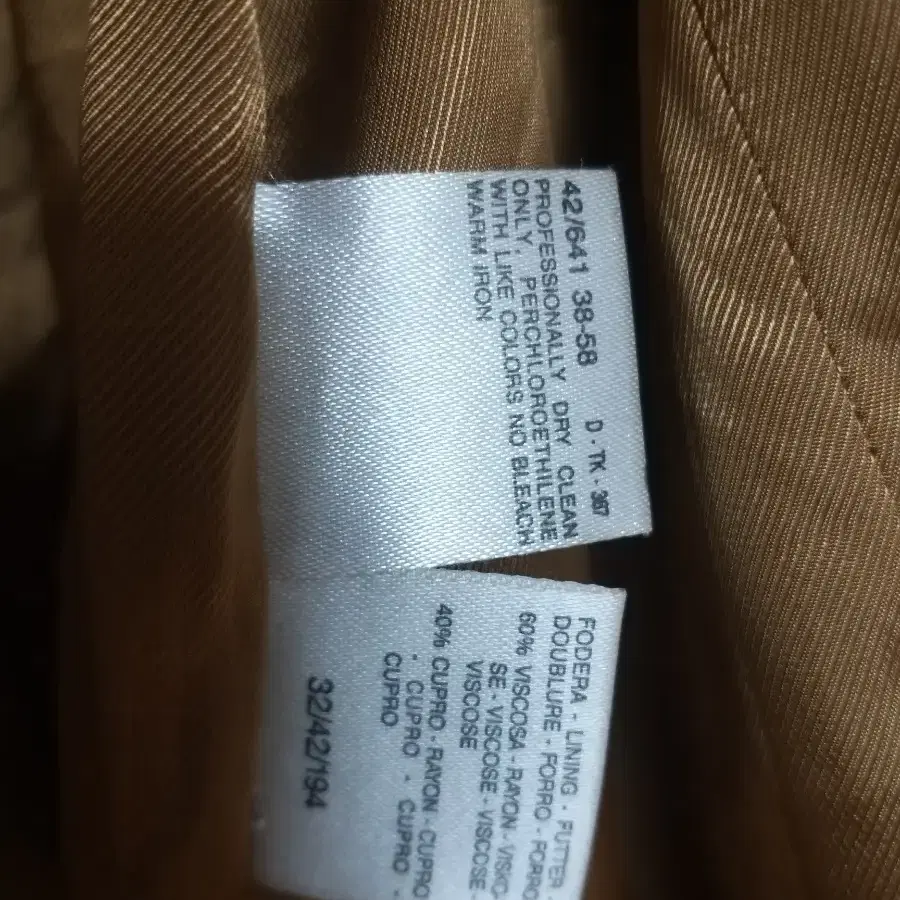 42/641 38-58 D - TK - 367
PROFESSIONALLY DRY CLEAN
ONLY, PERCHLOROETHILENE
WITH LIKE COLORS NO BLEACH
WARM IRON
FODERA - LINING - FUTTER -
DOUBLURE - FORRO - FORRO
60% VISCOSA - RAYON - VISKO-
SE - VISCOSE - VISCOSE -
VISCOSE
40% CUPRO - RAYON - CUPRO
- CUPRO - CUPRO -
CUPRO
32/42/194